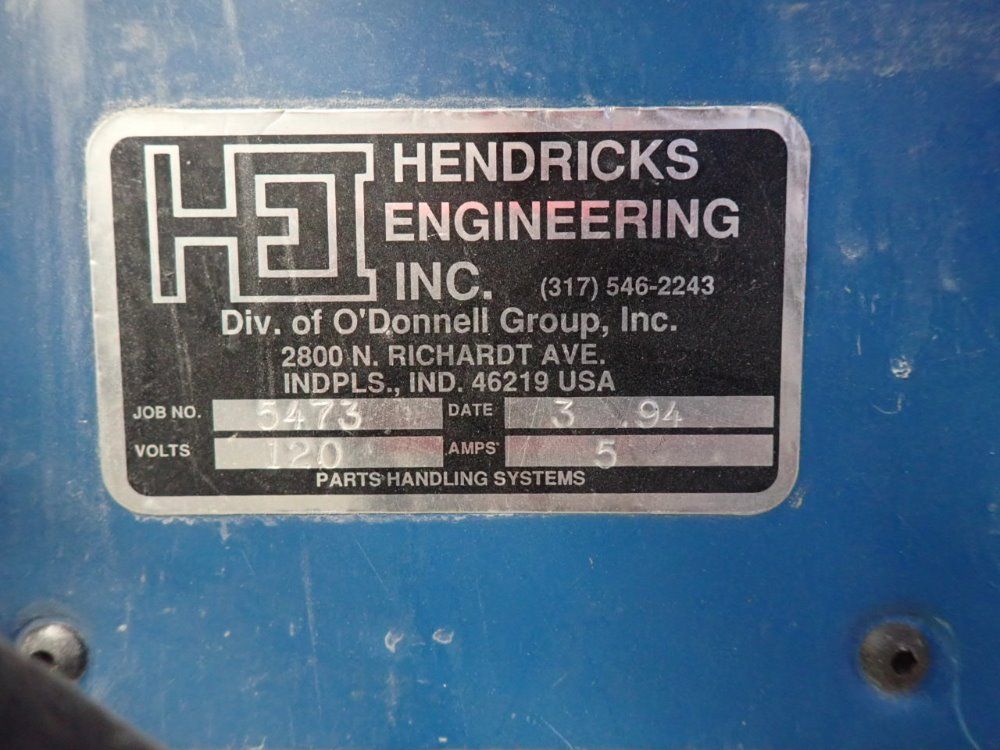 HEI HENDRICKS
ENGINEERING
INC. (317) 546-2243
Div. of O'Donnell Group, Inc.
2800 N. RICHARDT AVE.
INDPLS., IND. 46219 USA
JOB NO. 5473 DATE 3 .94
VOLTS 120 AMPS 5
PARTS HANDLING SYSTEMS